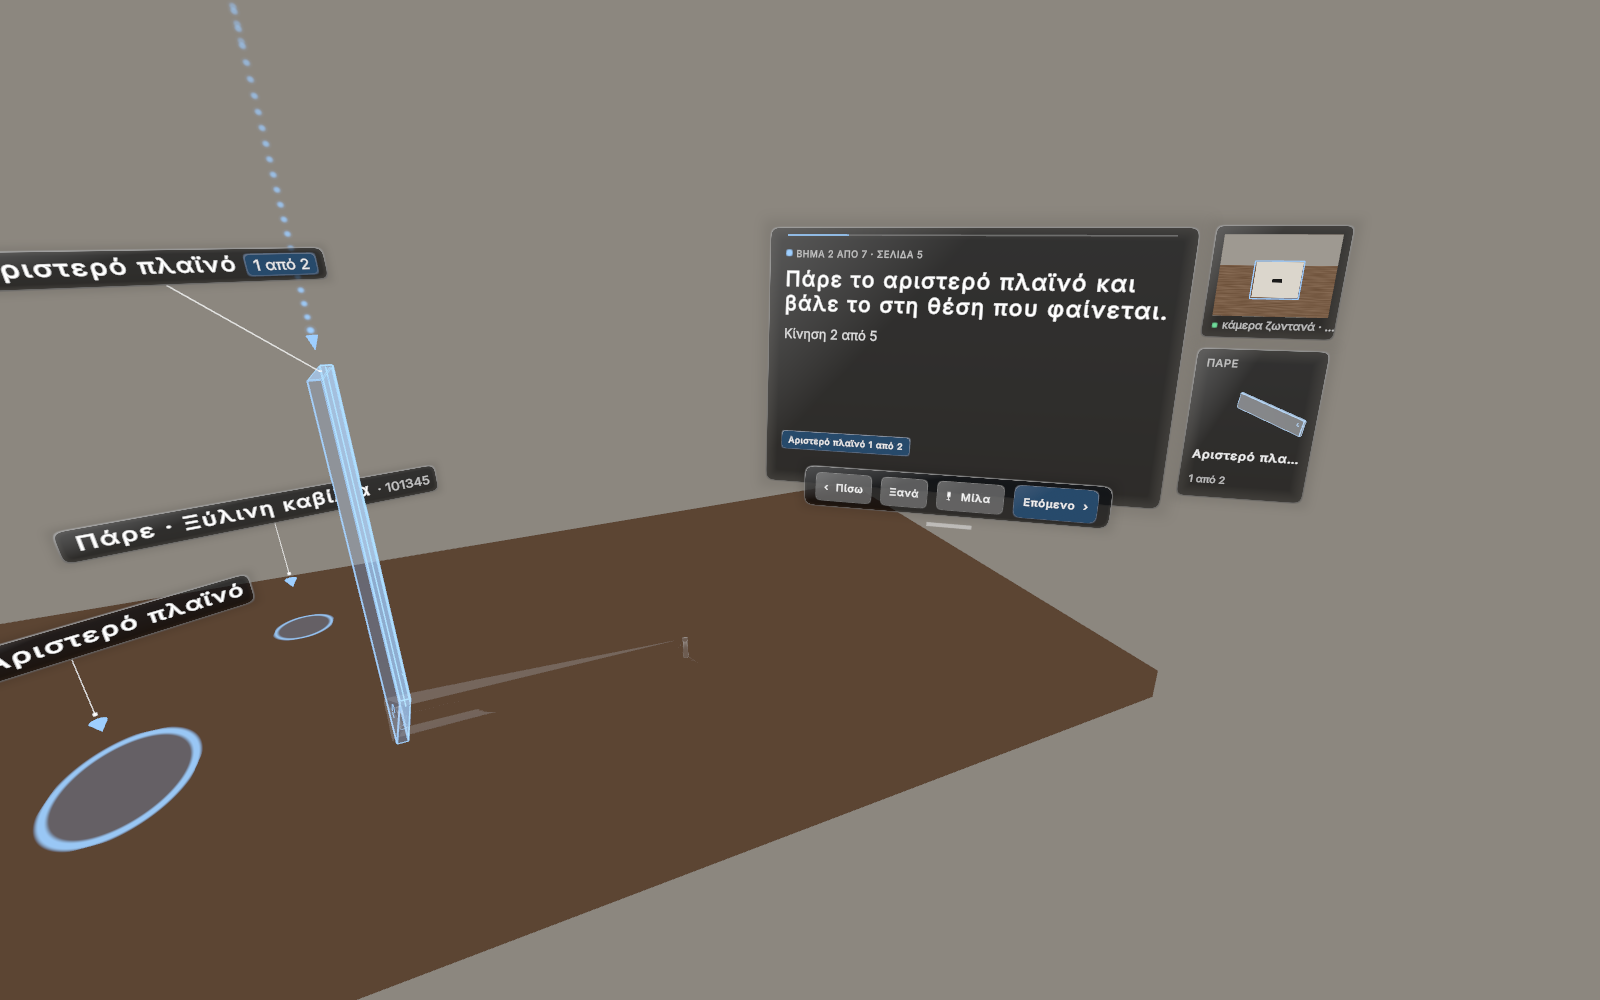 ριστερό πλαϊνό 1 από 2
Πάρε · Ξύλινη · 101345
Αριστερό πλαϊνό
ΒΗΜΑ 2 ΑΠΟ 7 · ΣΕΛΙΔΑ 5
Πάρε το αριστερό πλαϊνό και
βάλε το στη θέση που φαίνεται.
Κίνηση 2 από 5
Αριστερό πλαϊνό 1 από 2
‹ Πίσω
Ξανά
Μίλα
Επόμενο ›
κάμερα ζωντανά · ...
ΠΑΡΕ
Αριστερό πλα...
1 από 2